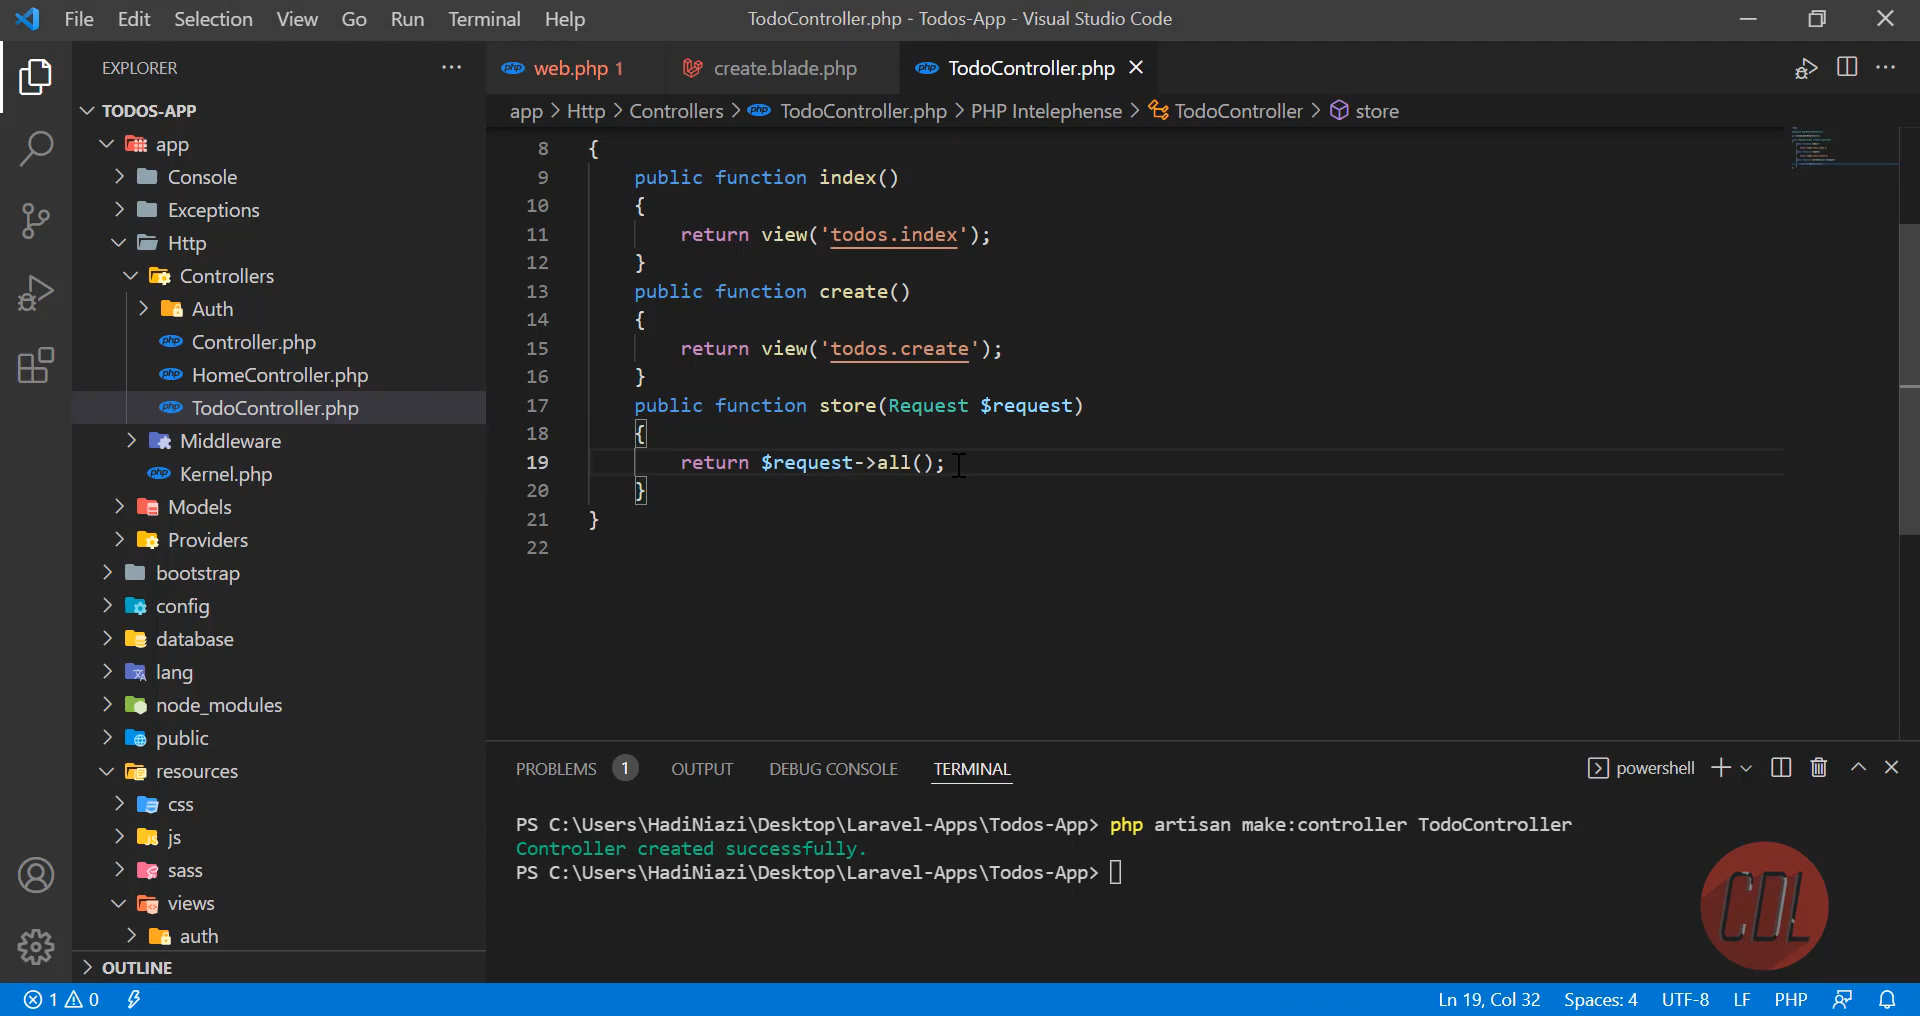 File Edit Selection View Go Run Terminal Help
TodoController.php - Todos-App - Visual Studio Code
EXPLORER
TODOS-APP
app
Console
Exceptions
Http
Controllers
Auth
Controller.php
HomeController.php
TodoController.php
Middleware
Kernel.php
Models
Providers
bootstrap
config
database
lang
node_modules
public
resources
css
js
sass
views
auth
OUTLINE
web.php 1
create.blade.php
TodoController.php
app > Http > Controllers > TodoController.php > PHP Intelephense > TodoController > store
8 {
9 public function index()
10 {
11 return view('todos.index');
12 }
13 public function create()
14 {
15 return view('todos.create');
16 }
17 public function store(Request $request)
18 {
19 return $request->all();
20 }
21 }
22
PROBLEMS 1 OUTPUT DEBUG CONSOLE TERMINAL
powershell
PS C:\Users\HadiNiazi\Desktop\Laravel-Apps\Todos-App> php artisan make:controller TodoController
Controller created successfully.
PS C:\Users\HadiNiazi\Desktop\Laravel-Apps\Todos-App>
CDL
1 0
Ln 19, Col 32 Spaces: 4 UTF-8 LF PHP